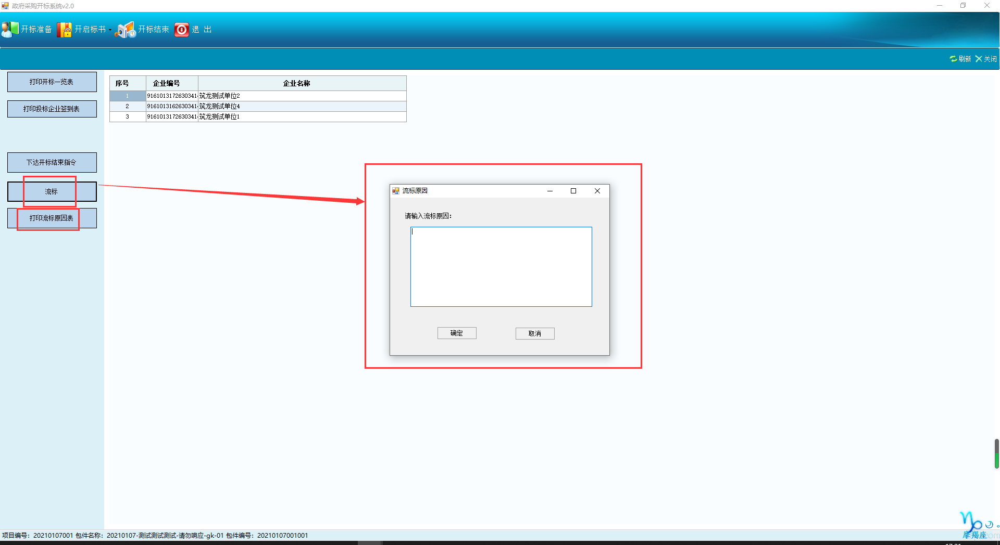 政府采购开标系统v2.0
开标准备 开启标书 开标结束 退 出
刷新 关闭
打印开标一览表
打印投标企业签到表
下达开标结束指令
流标
打印流标原因表
序号 企业编号 企业名称
1 9161013172630341 筑龙测试单位2
2 9161013162630341 筑龙测试单位4
3 9161013172630341 筑龙测试单位1
流标原因
请输入流标原因:
确定 取消
摩羯座
项目编号: 20210107001 包件名称: 20210107-测试测试测试-请勿响应-gk-01 包件编号: 20210107001001